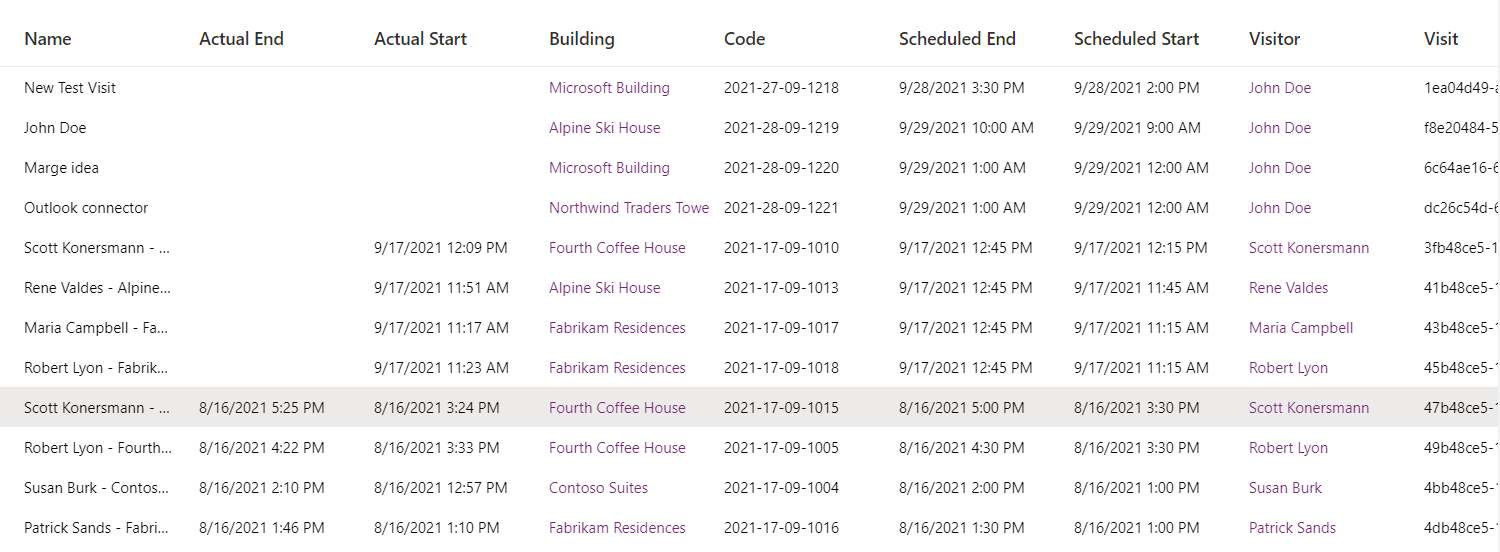 Name Actual End Actual Start Building Code Scheduled End Scheduled Start Visitor Visit
New Test Visit Microsoft Building 2021-27-09-1218 9/28/2021 3:30 PM 9/28/2021 2:00 PM John Doe 1ea04d49-
John Doe Alpine Ski House 2021-28-09-1219 9/29/2021 10:00 AM 9/29/2021 9:00 AM John Doe f8e20484-5
Marge idea Microsoft Building 2021-28-09-1220 9/29/2021 1:00 AM 9/29/2021 12:00 AM John Doe 6c64ae16-6
Outlook connector Northwind Traders Towe 2021-28-09-1221 9/29/2021 1:00 AM 9/29/2021 12:00 AM John Doe dc26c54d-6
Scott Konersmann - ... 9/17/2021 12:09 PM Fourth Coffee House 2021-17-09-1010 9/17/2021 12:45 PM 9/17/2021 12:15 PM Scott Konersmann 3fb48ce5-1
Rene Valdes - Alpine... 9/17/2021 11:51 AM Alpine Ski House 2021-17-09-1013 9/17/2021 12:45 PM 9/17/2021 11:45 AM Rene Valdes 41b48ce5-1
Maria Campbell - Fa... 9/17/2021 11:17 AM Fabrikam Residences 2021-17-09-1017 9/17/2021 12:45 PM 9/17/2021 11:15 AM Maria Campbell 43b48ce5-1
Robert Lyon - Fabrik... 9/17/2021 11:23 AM Fabrikam Residences 2021-17-09-1018 9/17/2021 12:45 PM 9/17/2021 11:15 AM Robert Lyon 45b48ce5-1
Scott Konersmann - ... 8/16/2021 5:25 PM 8/16/2021 3:24 PM Fourth Coffee House 2021-17-09-1015 8/16/2021 5:00 PM 8/16/2021 3:30 PM Scott Konersmann 47b48ce5-1
Robert Lyon - Fourth... 8/16/2021 4:22 PM 8/16/2021 3:33 PM Fourth Coffee House 2021-17-09-1005 8/16/2021 4:30 PM 8/16/2021 3:30 PM Robert Lyon 49b48ce5-1
Susan Burk - Contos... 8/16/2021 2:10 PM 8/16/2021 12:57 PM Contoso Suites 2021-17-09-1004 8/16/2021 2:00 PM 8/16/2021 1:00 PM Susan Burk 4bb48ce5-1
Patrick Sands - Fabri... 8/16/2021 1:46 PM 8/16/2021 1:10 PM Fabrikam Residences 2021-17-09-1016 8/16/2021 1:30 PM 8/16/2021 1:00 PM Patrick Sands 4db48ce5-1